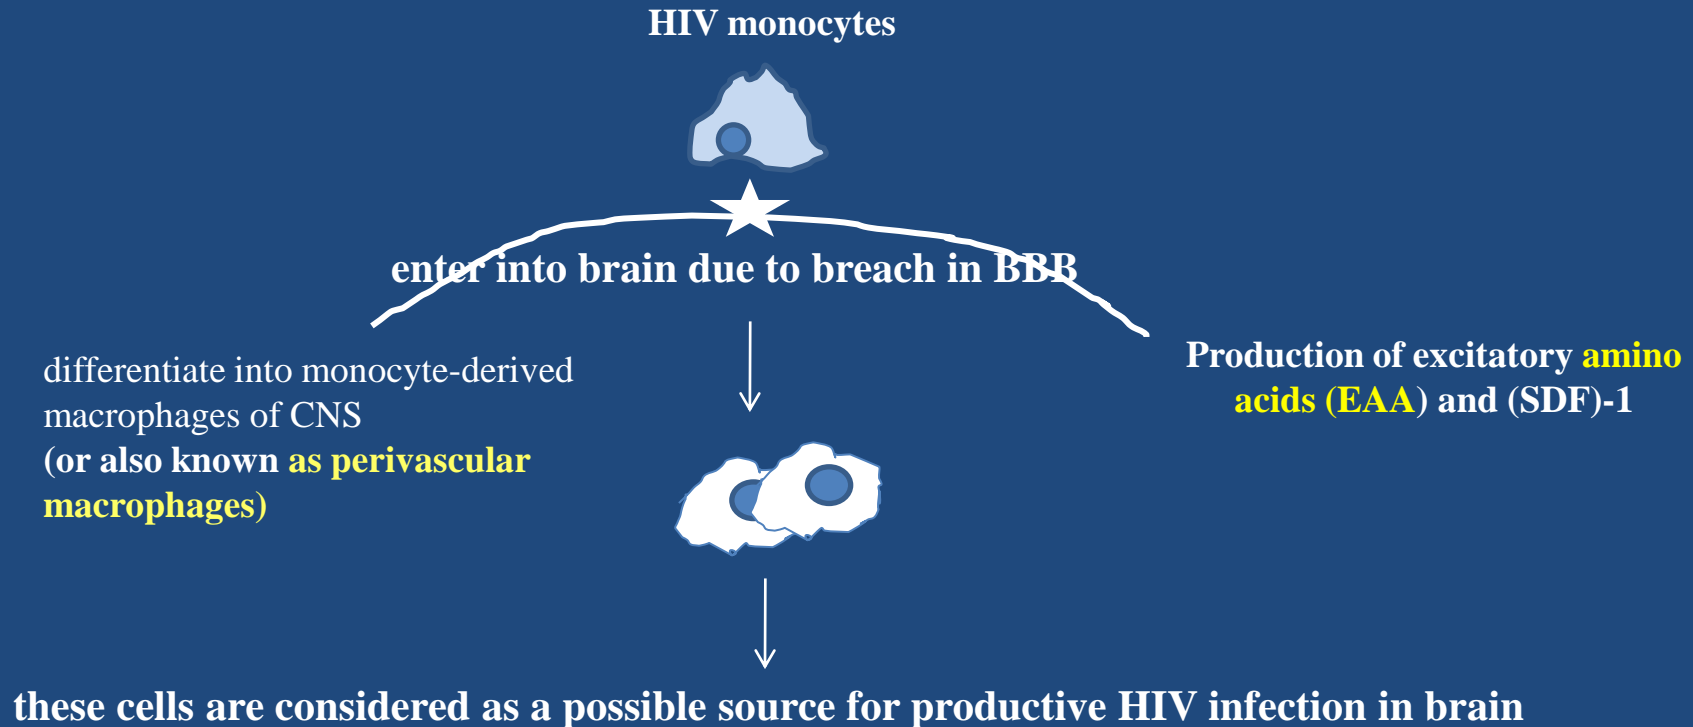 HIV monocytes
enter into brain due to breach in BBB
differentiate into monocyte-derived
macrophages of CNS
(or also known as perivascular
macrophages)
Production of excitatory amino
acids (EAA) and (SDF)-1
these cells are considered as a possible source for productive HIV infection in brain